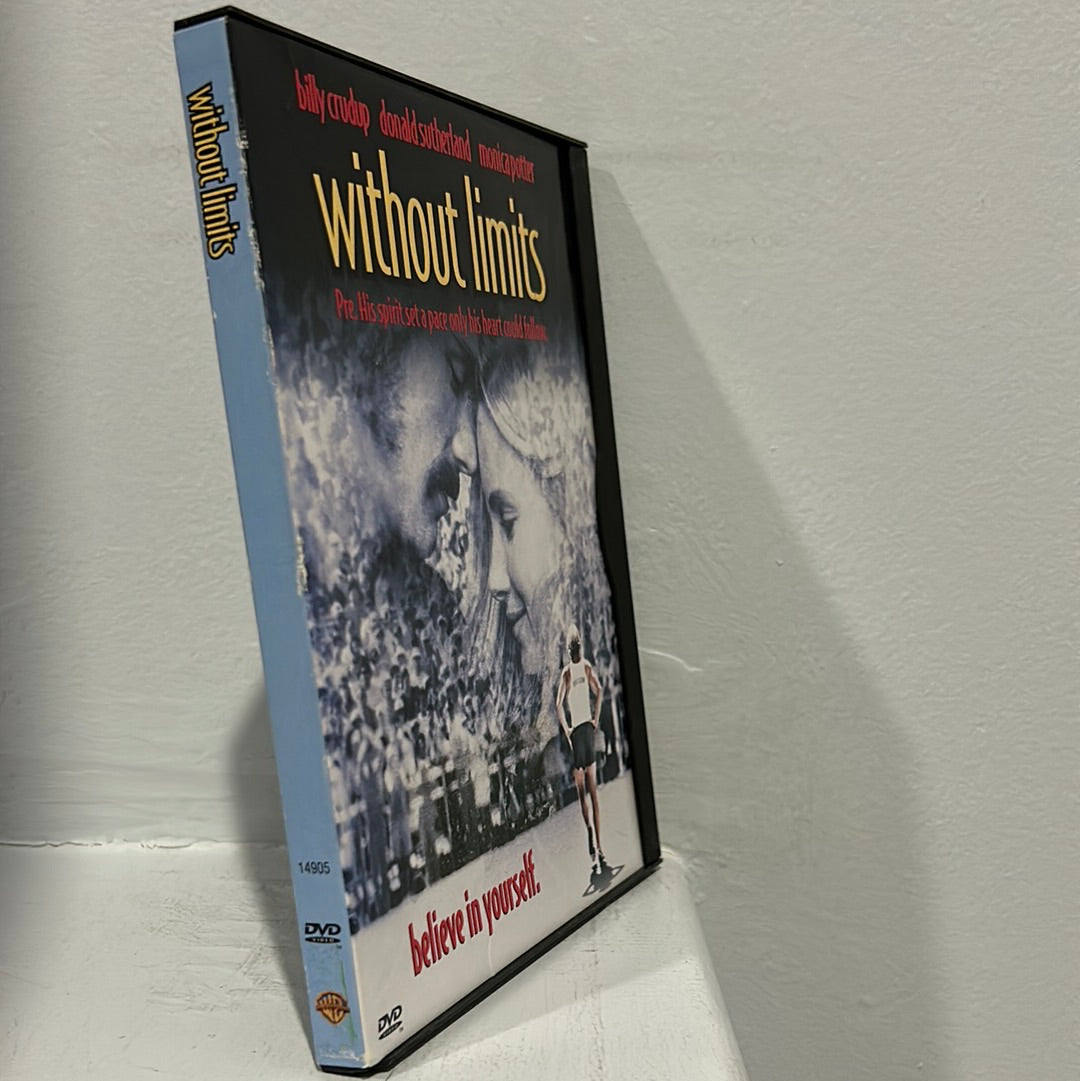 without limits
14905
DVD
VIDEO
billy crudup donald sutherland monica potter
without limits
Pre. His spirit set a pace only his heart could follow.
believe in yourself.
DVD